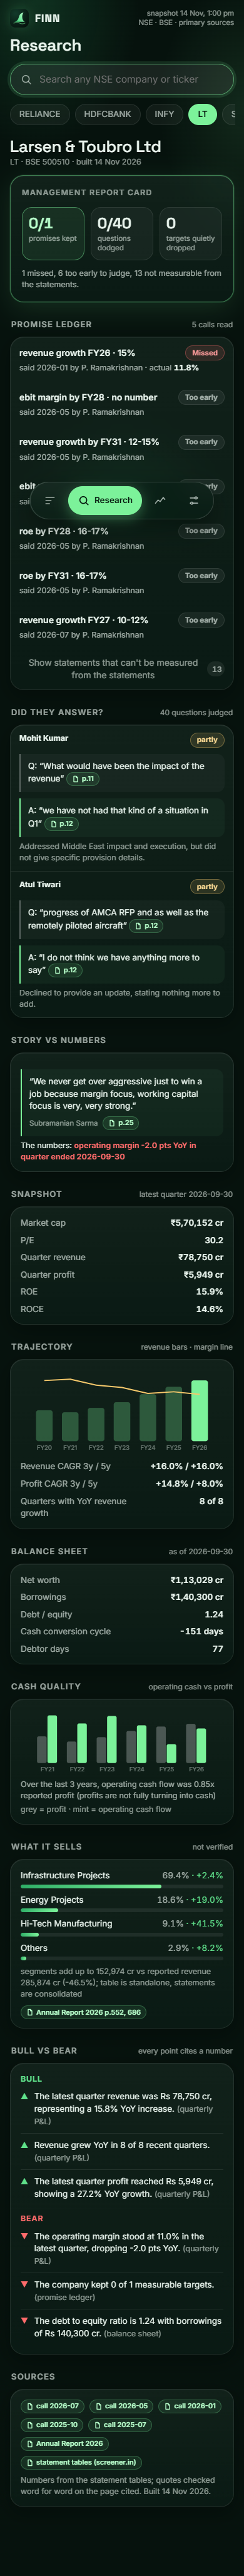 FINN
snapshot 14 Nov, 1:00 pm
NSE · BSE · primary sources
Research
Search any NSE company or ticker
RELIANCE HDFCBANK INFY LT S
Larsen & Toubro Ltd
LT · BSE 500510 · built 14 Nov 2026
MANAGEMENT REPORT CARD
0/1 0/40 0
promises kept questions dodged targets quietly dropped
1 missed, 6 too early to judge, 13 not measurable from
the statements.
PROMISE LEDGER 5 calls read
revenue growth FY26 · 15% Missed
said 2026-01 by P. Ramakrishnan · actual 11.8%
ebit margin by FY28 · no number Too early
said 2026-05 by P. Ramakrishnan
revenue growth by FY31 · 12-15% Too early
said 2026-05 by P. Ramakrishnan
ebit
Research
roe by FY28 · 16-17% Too early
said 2026-05 by P. Ramakrishnan
roe by FY31 · 16-17% Too early
said 2026-05 by P. Ramakrishnan
revenue growth FY27 · 10-12% Too early
said 2026-07 by P. Ramakrishnan
Show statements that can't be measured
from the statements 13
DID THEY ANSWER? 40 questions judged
Mohit Kumar partly
Q: “What would have been the impact of the
revenue” p.11
A: “we have not had that kind of a situation in
Q1” p.12
Addressed Middle East impact and execution, but did
not give specific provision details.
Atul Tiwari partly
Q: “progress of AMCA RFP and as well as the
remotely piloted aircraft” p.12
A: “I do not think we have anything more to
say” p.12
Declined to provide an update, stating nothing more to
add.
STORY VS NUMBERS
“We never get over aggressive just to win a
job because margin focus, working capital
focus is very, very strong.”
Subramanian Sarma p.25
The numbers: operating margin -2.0 pts YoY in
quarter ended 2026-09-30
SNAPSHOT latest quarter 2026-09-30
Market cap ₹5,70,152 cr
P/E 30.2
Quarter revenue ₹78,750 cr
Quarter profit ₹5,949 cr
ROE 15.9%
ROCE 14.6%
TRAJECTORY revenue bars · margin line
FY20 FY21 FY22 FY23 FY24 FY25 FY26
Revenue CAGR 3y / 5y +16.0% / +16.0%
Profit CAGR 3y / 5y +14.8% / +8.0%
Quarters with YoY revenue
growth 8 of 8
BALANCE SHEET as of 2026-09-30
Net worth ₹1,13,029 cr
Borrowings ₹1,40,300 cr
Debt / equity 1.24
Cash conversion cycle -151 days
Debtor days 77
CASH QUALITY operating cash vs profit
FY21 FY22 FY23 FY24 FY25 FY26
Over the last 3 years, operating cash flow was 0.85x
reported profit (profits are not fully turning into cash)
grey = profit · mint = operating cash flow
WHAT IT SELLS not verified
Infrastructure Projects 69.4% · +2.4%
Energy Projects 18.6% · +19.0%
Hi-Tech Manufacturing 9.1% · +41.5%
Others 2.9% · +8.2%
segments add up to 152,974 cr vs reported revenue
285,874 cr (-46.5%); table is standalone, statements
are consolidated
Annual Report 2026 p.552, 686
BULL VS BEAR every point cites a number
BULL
The latest quarter revenue was Rs 78,750 cr,
representing a 15.8% YoY increase. (quarterly
P&L)
Revenue grew YoY in 8 of 8 recent quarters.
(quarterly P&L)
The latest quarter profit reached Rs 5,949 cr,
showing a 27.2% YoY growth. (quarterly P&L)
BEAR
The operating margin stood at 11.0% in the
latest quarter, dropping -2.0 pts YoY. (quarterly
P&L)
The company kept 0 of 1 measurable targets.
(promise ledger)
The debt to equity ratio is 1.24 with borrowings
of Rs 140,300 cr. (balance sheet)
SOURCES
call 2026-07 call 2026-05 call 2026-01
call 2025-10 call 2025-07
Annual Report 2026
statement tables (screener.in)
Numbers from the statement tables; quotes checked
word for word on the page cited. Built 14 Nov 2026.